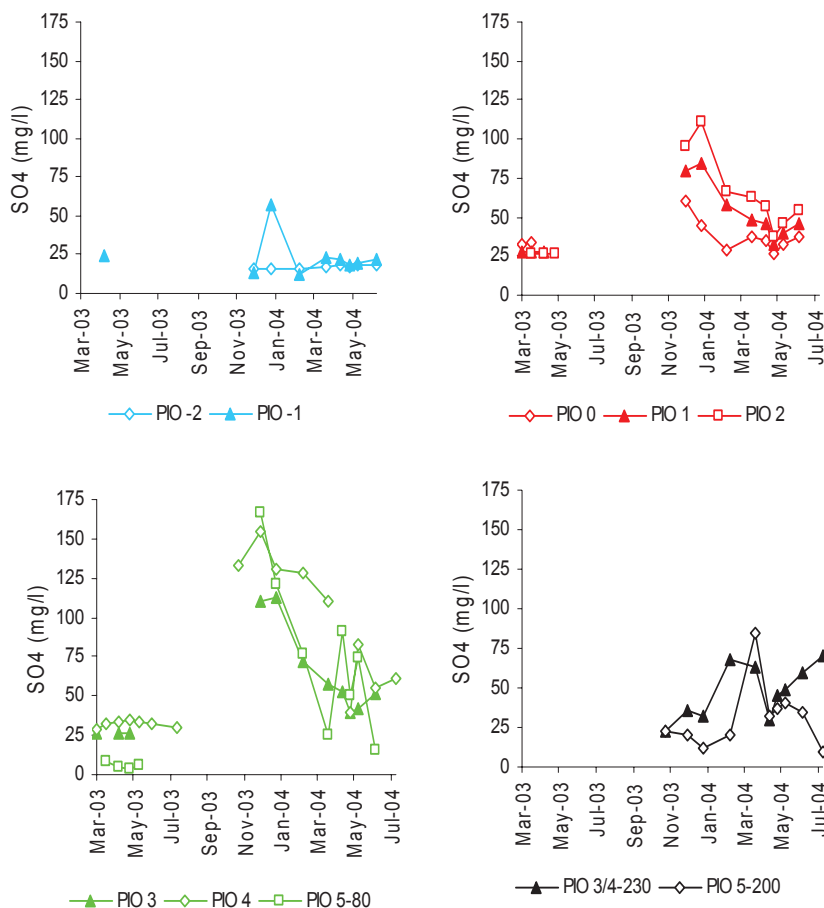 175
150
125
100
75
50
25
0
SO4 (mg/l)
Mar-03
May-03
Jul-03
Sep-03
Nov-03
Jan-04
Mar-04
May-04
PIO -2 PIO -1
175
150
125
100
75
50
25
0
SO4 (mg/l)
Mar-03
May-03
Jul-03
Sep-03
Nov-03
Jan-04
Mar-04
May-04
Jul-04
PIO 0 PIO 1 PIO 2
175
150
125
100
75
50
25
0
SO4 (mg/l)
Mar-03
May-03
Jul-03
Sep-03
Nov-03
Jan-04
Mar-04
May-04
Jul-04
PIO 3 PIO 4 PIO 5-80
175
150
125
100
75
50
25
0
SO4 (mg/l)
Mar-03
May-03
Jul-03
Sep-03
Nov-03
Jan-04
Mar-04
May-04
Jul-04
PIO 3/4-230 PIO 5-200